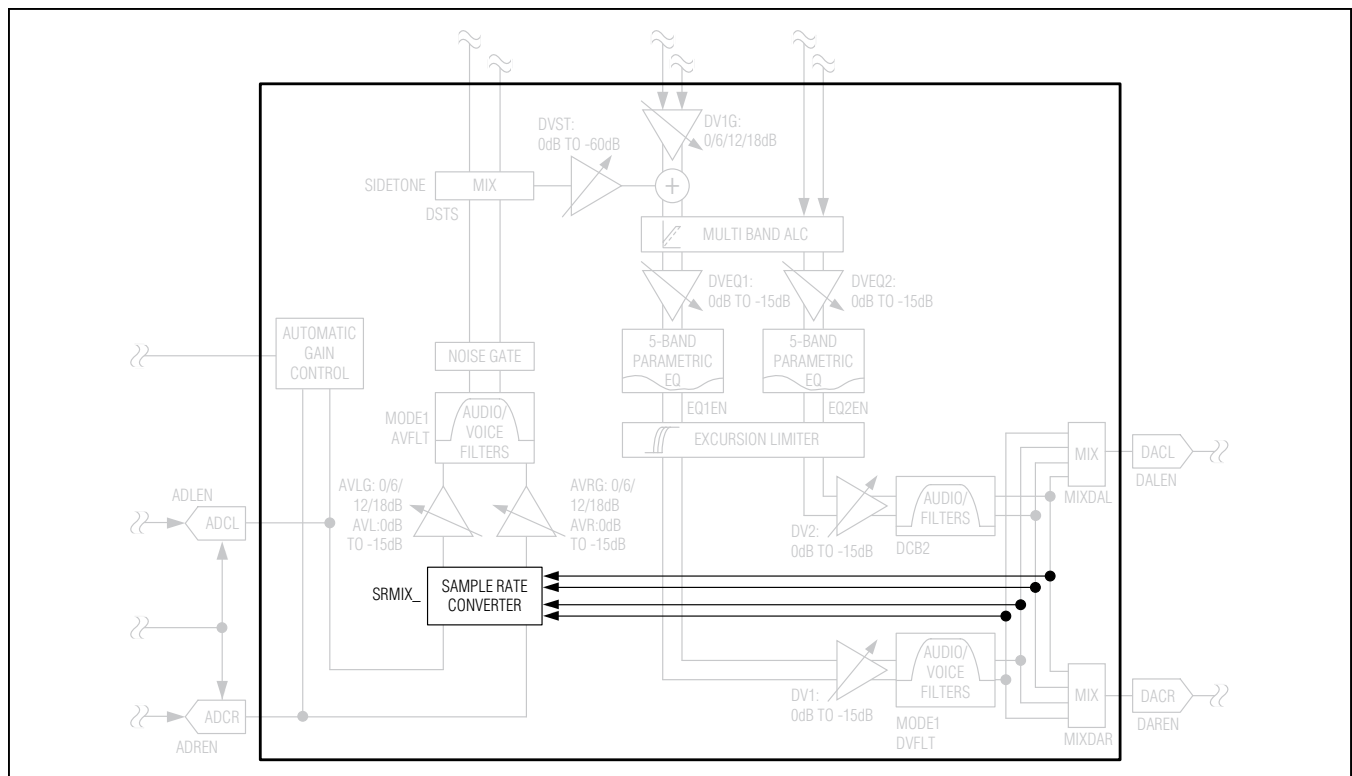 DVST:
0dB TO -60dB
DV1G:
0/6/12/18dB
SIDETONE
MIX
DSTS
+
MULTI BAND ALC
DVEQ1:
0dB TO -15dB
DVEQ2:
0dB TO -15dB
AUTOMATIC
GAIN
CONTROL
NOISE GATE
5-BAND
PARAMETRIC
EQ
5-BAND
PARAMETRIC
EQ
EQ1EN
EQ2EN
MODE1
AVFLT
AUDIO/
VOICE
FILTERS
EXCURSION LIMITER
MIX
MIXDAL
DACL
DALEN
ADLEN
ADCL
AVLG: 0/6/
12/18dB
AVL:0dB
TO -15dB
AVRG: 0/6/
12/18dB
AVR:0dB
TO -15dB
DV2:
0dB TO -15dB
AUDIO/
FILTERS
DCB2
SRMIX_
SAMPLE RATE
CONVERTER
ADCR
ADREN
DV1:
0dB TO -15dB
AUDIO/
VOICE
FILTERS
MODE1
DVFLT
MIX
MIXDAR
DACR
DAREN